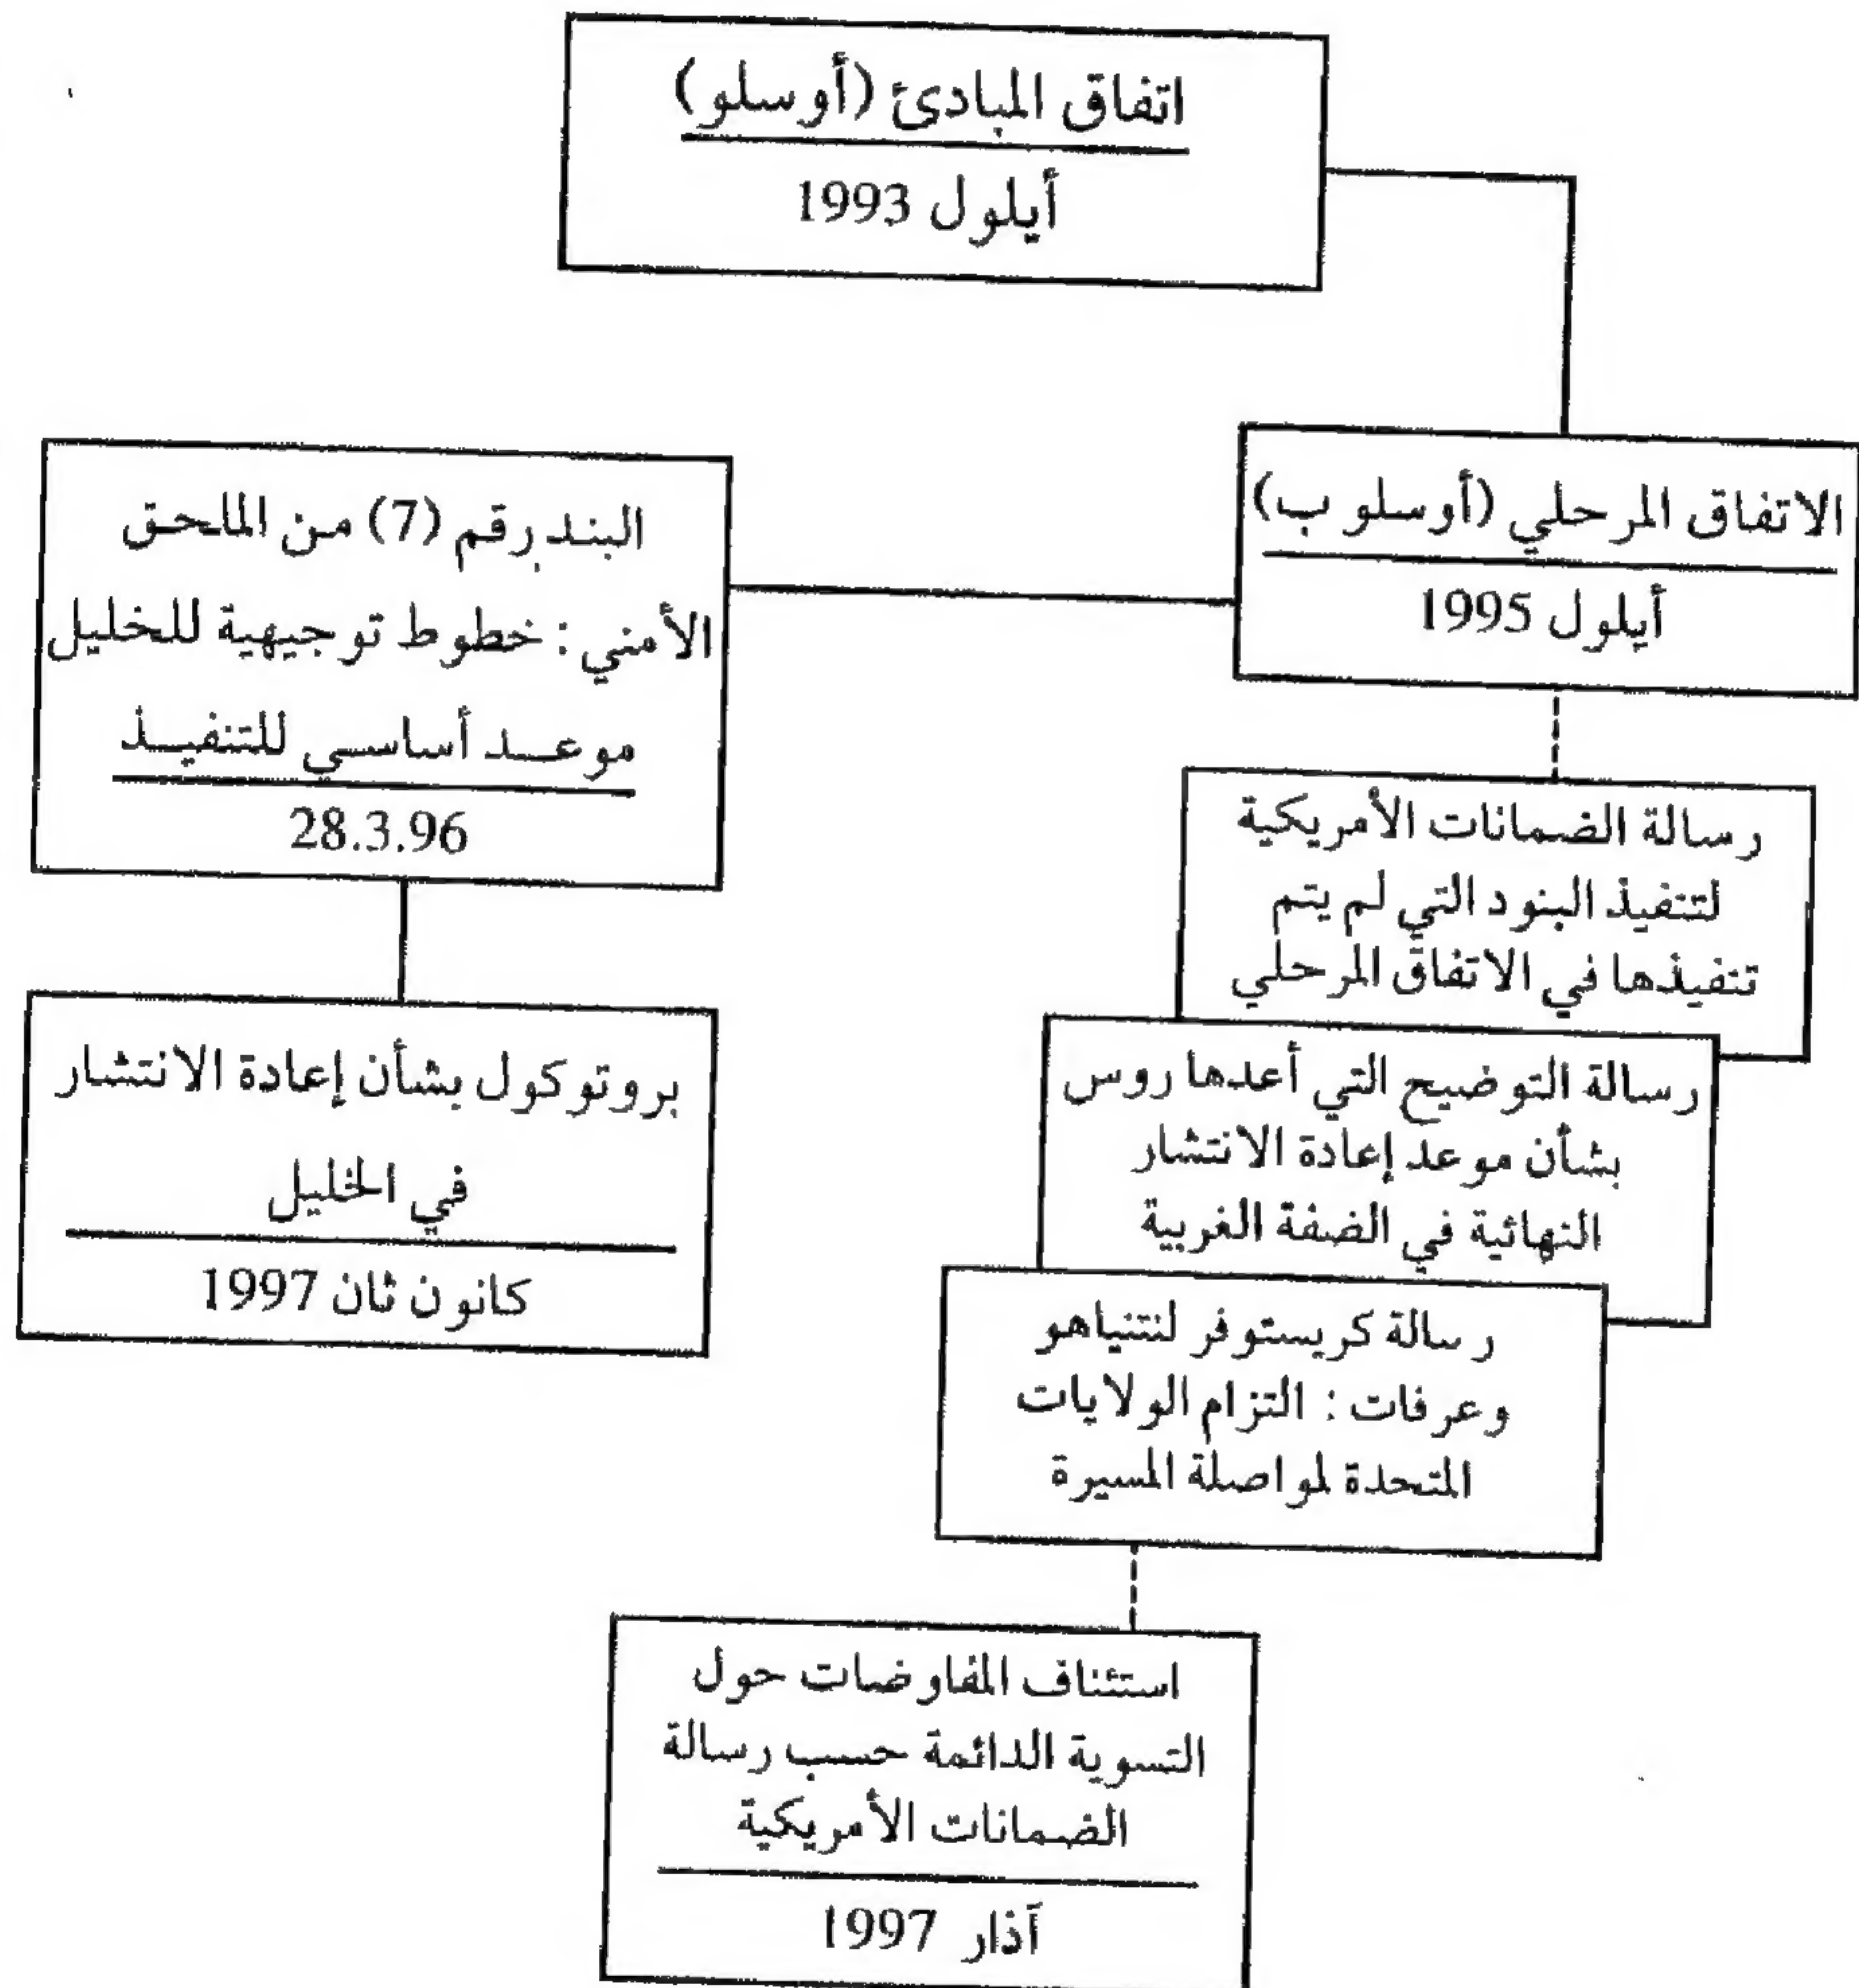 اتفاق المبادئ (أوسلو)
أيلول 1993
الاتفاق المرحلي (أوسلو ب)
أيلول 1995
البند رقم (7) من الملحق
الأمني : خطوط توجيهية للخليل
موعد أساسي للتنفيذ
28.3.96
بروتوكول بشأن إعادة الانتشار
في الخليل
كانون ثان 1997
رسالة الضمانات الأمريكية
لتنفيذ البنود التي لم يتم
تنفيذها في الاتفاق المرحلي
رسالة التوضيح التي أعدها روس
بشأن موعد إعادة الانتشار
النهائية في الضفة الغربية
رسالة كريستوفر لنتنياهو
وعرفات : التزام الولايات
المتحدة لمواصلة المسيرة
استئناف المفاوضات حول
التسوية الدائمة حسب رسالة
الضمانات الأمريكية
آذار 1997